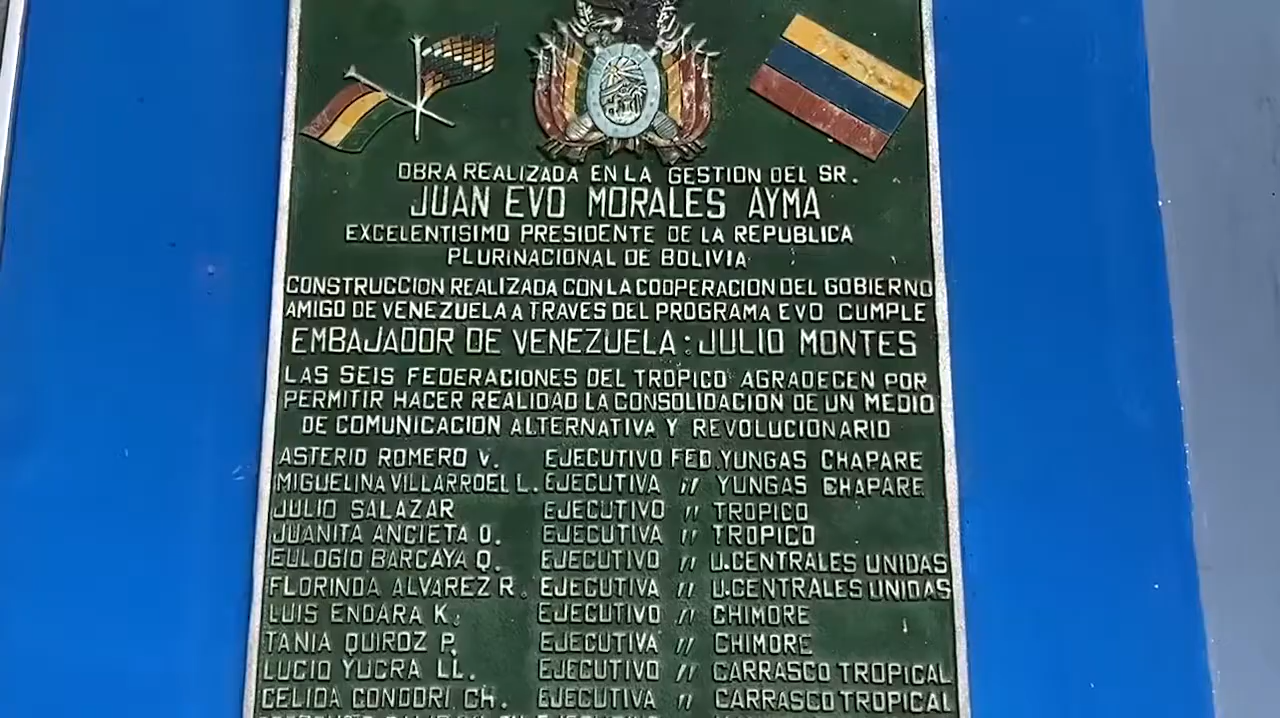 OBRA REALIZADA EN LA GESTION DEL SR.
JUAN EVO MORALES AYMA
EXCELENTISIMO PRESIDENTE DE LA REPUBLICA
PLURINACIONAL DE BOLIVIA
CONSTRUCCION REALIZADA CON LA COOPERACION DEL GOBIERNO
AMIGO DE VENEZUELA A TRAVES DEL PROGRAMA EVO CUMPLE
EMBAJADOR DE VENEZUELA : JULIO MONTES
LAS SEIS FEDERACIONES DEL TROPICO AGRADECEN POR
PERMITIR HACER REALIDAD LA CONSOLIDACION DE UN MEDIO
DE COMUNICACION ALTERNATIVA Y REVOLUCIONARIO
ASTERIO ROMERO V. EJECUTIVO FED. YUNGAS CHAPARE
MIGUELINA VILLARROEL L. EJECUTIVA " YUNGAS CHAPARE
JULIO SALAZAR EJECUTIVO " TROPICO
JUANITA ANCIETA O. EJECUTIVA " TROPICO
EULOGIO BARCAYA Q. EJECUTIVO " U.CENTRALES UNIDAS
FLORINDA ALVAREZ R. EJECUTIVA " U.CENTRALES UNIDAS
LUIS ENDARA K. EJECUTIVO " CHIMORE
TANIA QUIROZ P. EJECUTIVA " CHIMORE
LUCIO YUCRA LL. EJECUTIVO " CARRASCO TROPICAL
CELIDA CONDORI CH. EJECUTIVA " CARRASCO TROPICAL